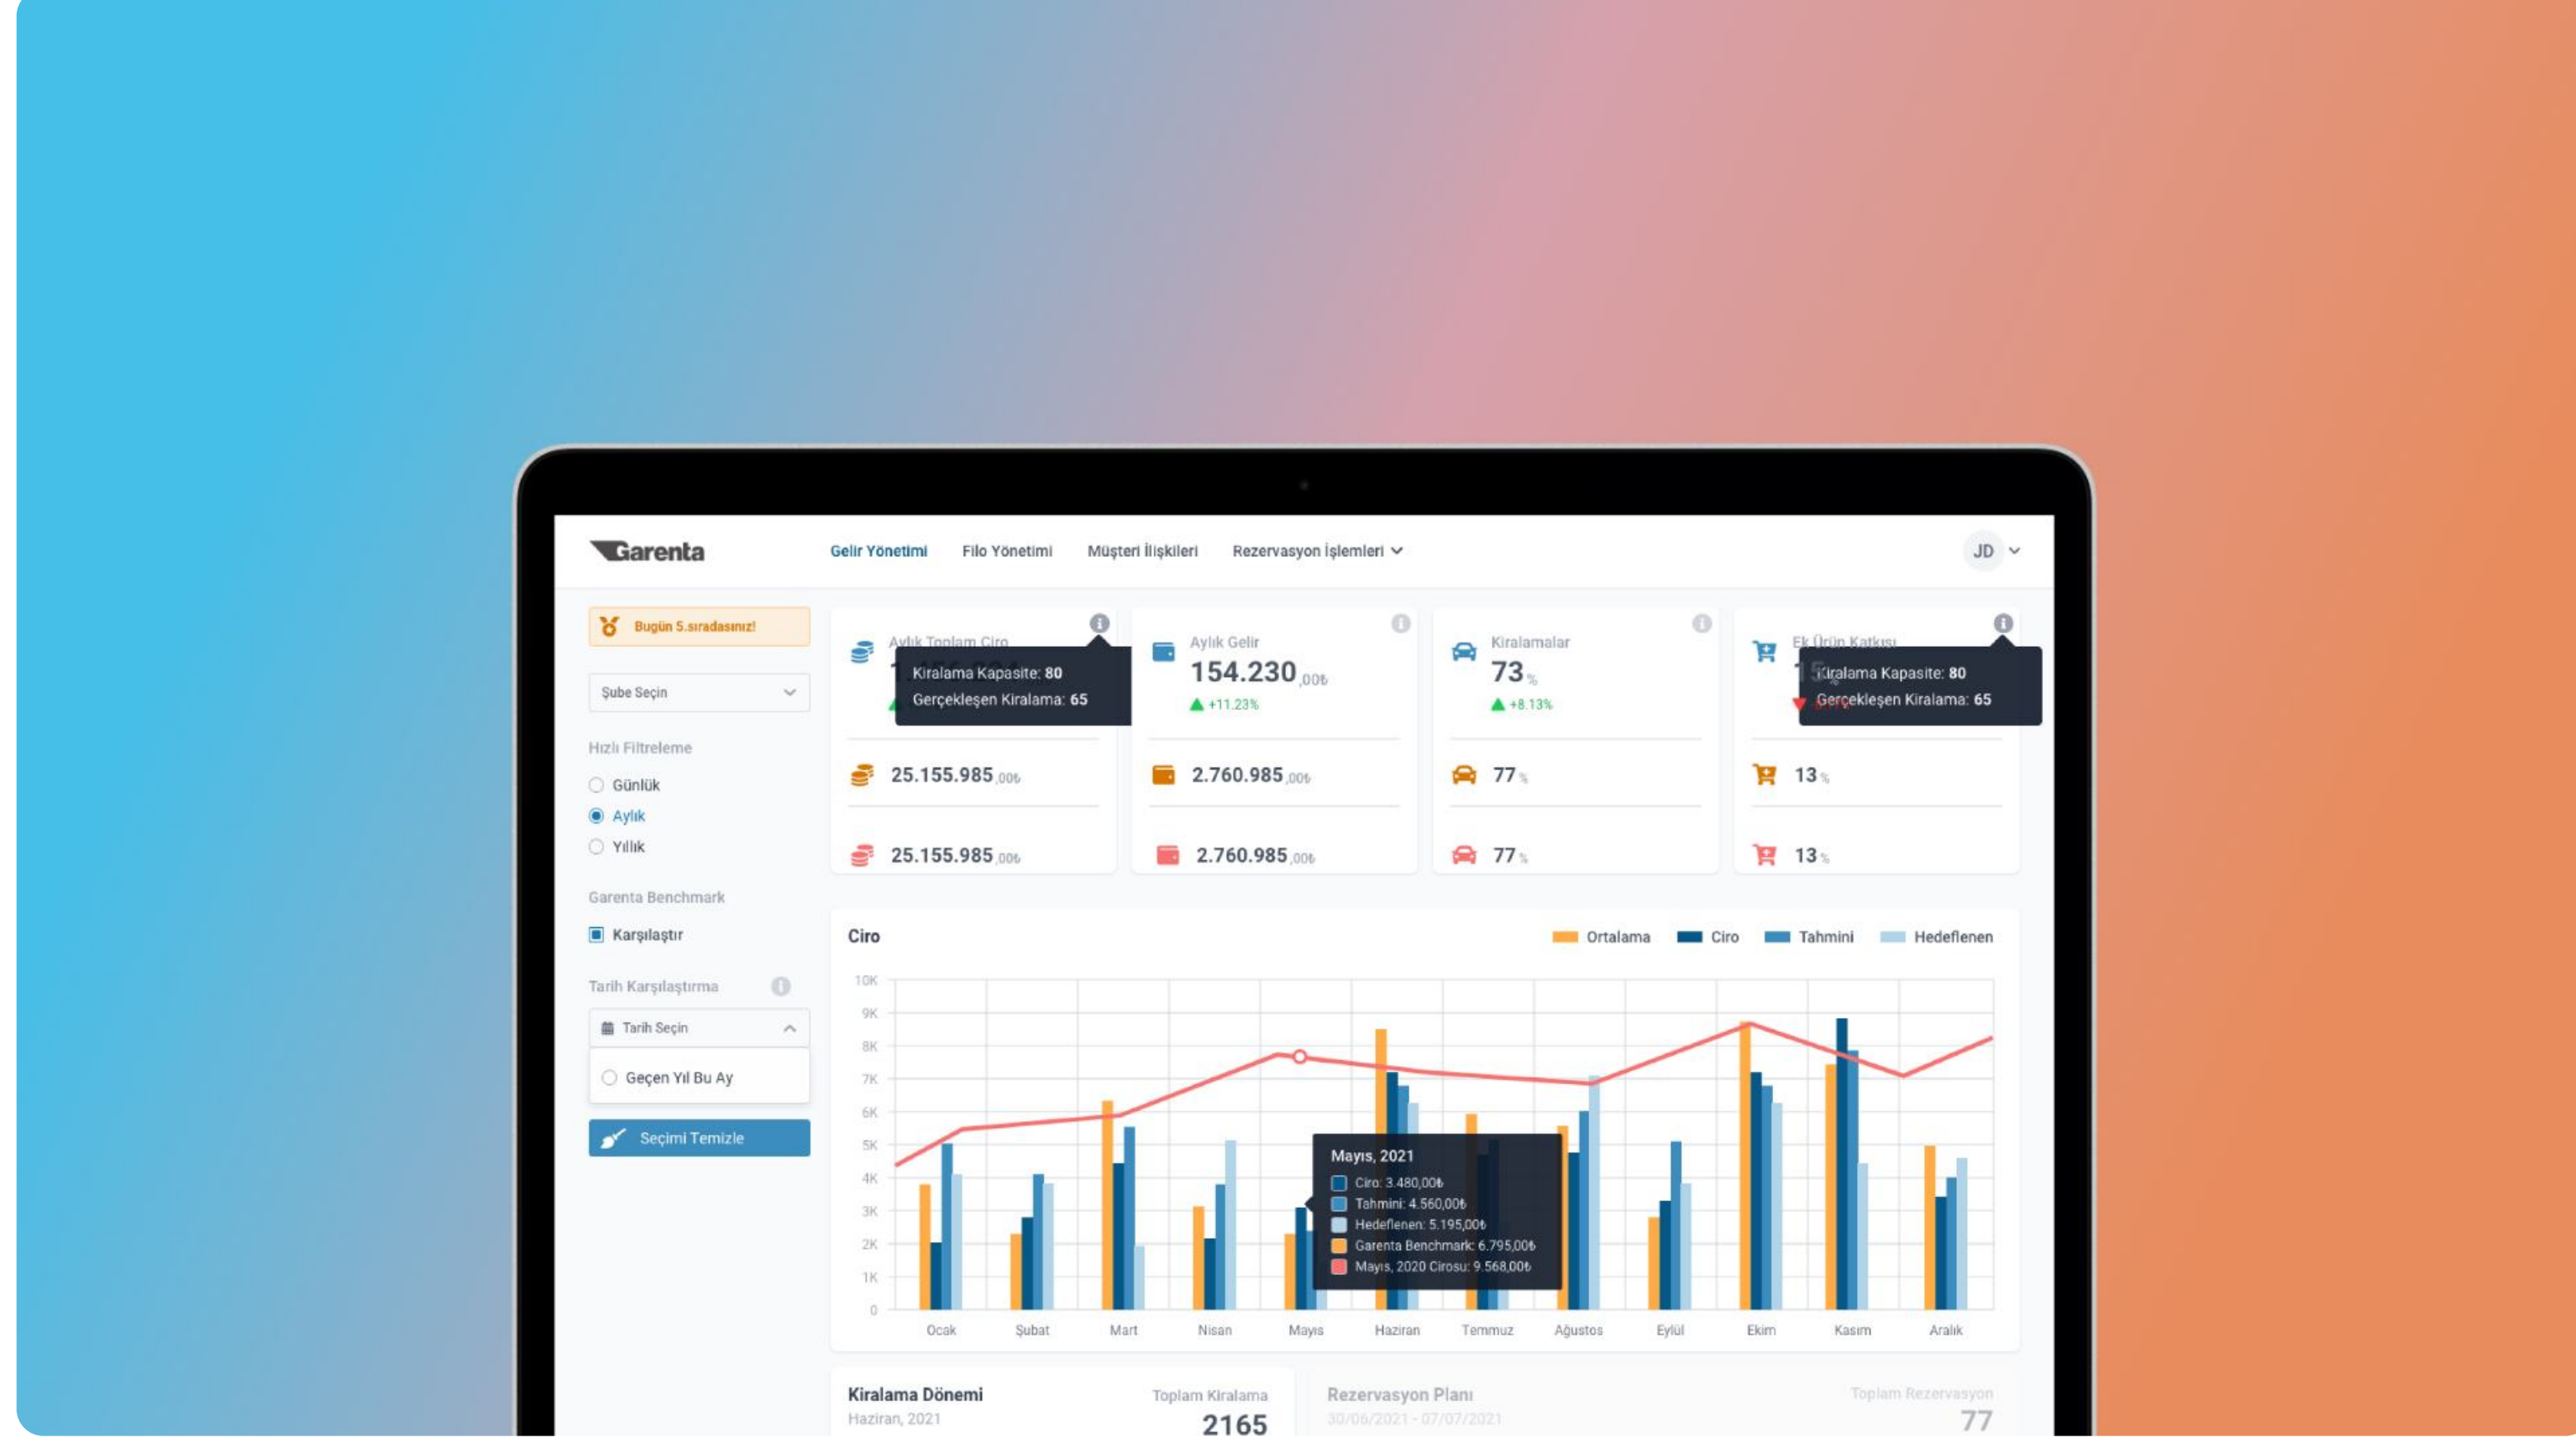 Garenta
Gelir Yönetimi Filo Yönetimi Müşteri İlişkileri Rezervasyon İşlemleri
JD
Bugün 5.sıradasınız!
Şube Seçin
Hızlı Filtreleme
Günlük
Aylık
Yıllık
Garenta Benchmark
Karşılaştır
Tarih Karşılaştırma
Tarih Seçin
Geçen Yıl Bu Ay
Seçimi Temizle
Aylık Toplam Ciro
Kiralama Kapasite: 80
Gerçekleşen Kiralama: 65
25.155.985,00₺
25.155.985,00₺
Aylık Gelir
154.230,00₺
+11.23%
2.760.985,00₺
2.760.985,00₺
Kiralamalar
73%
+8.13%
77%
77%
Ek Ürün Katkısı
15%
Kiralama Kapasite: 80
Gerçekleşen Kiralama: 65
13%
13%
Ciro
Ortalama Ciro Tahmini Hedeflenen
10K
9K
8K
7K
6K
5K
4K
3K
2K
1K
0
Mayıs, 2021
Ciro: 3.480,00₺
Tahmini: 4.560,00₺
Hedeflenen: 5.195,00₺
Garenta Benchmark: 6.795,00₺
Mayıs, 2020 Cirosu: 9.568,00₺
Ocak Şubat Mart Nisan Mayıs Haziran Temmuz Ağustos Eylül Ekim Kasım Aralık
Kiralama Dönemi
Haziran, 2021
Toplam Kiralama
2165
Rezervasyon Planı
30/06/2021 - 07/07/2021
Toplam Rezervasyon
77